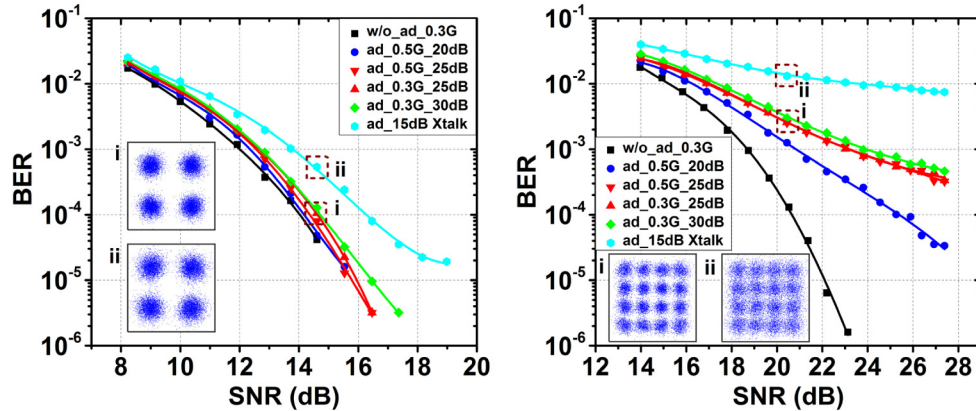 10⁻¹
10⁻²
10⁻³
10⁻⁴
10⁻⁵
10⁻⁶
BER
w/o_ad_0.3G
ad_0.5G_20dB
ad_0.5G_25dB
ad_0.3G_25dB
ad_0.3G_30dB
ad_15dB Xtalk
i
ii
ii
i
8 10 12 14 16 18 20
SNR (dB)
10⁻¹
10⁻²
10⁻³
10⁻⁴
10⁻⁵
10⁻⁶
BER
ii
i
w/o_ad_0.3G
ad_0.5G_20dB
ad_0.5G_25dB
ad_0.3G_25dB
ad_0.3G_30dB
ad_15dB Xtalk
i ii
12 14 16 18 20 22 24 26 28
SNR (dB)